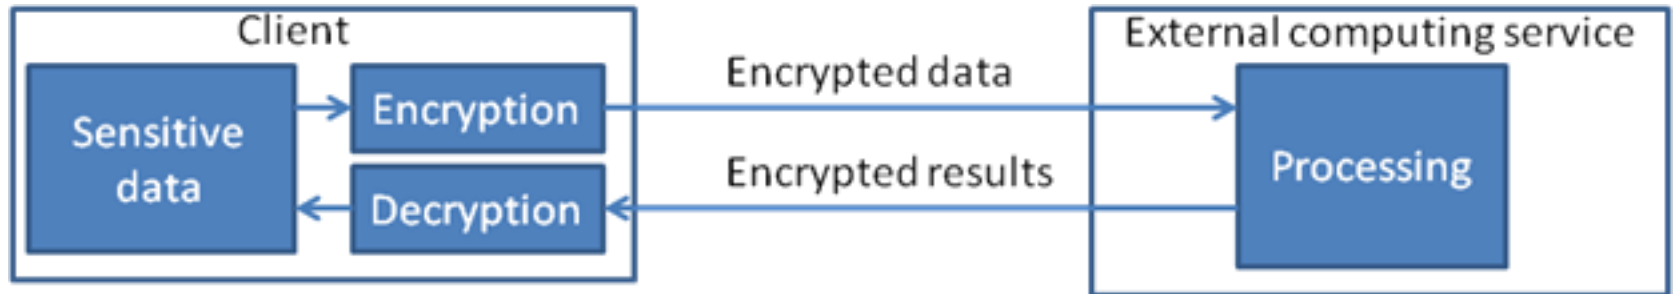 Client
External computing service
Sensitive
data
Encryption
Decryption
Encrypted data
Encrypted results
Processing